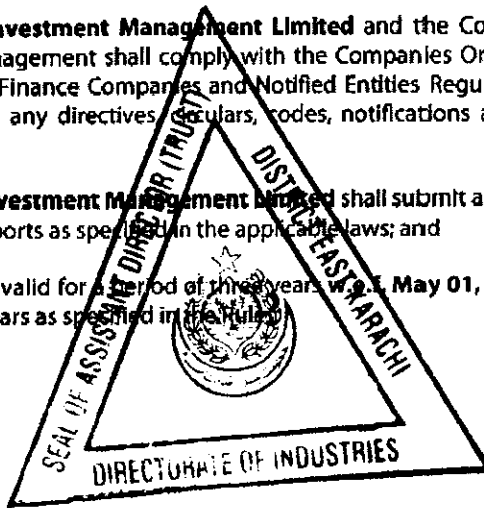 nvestment Management Limited and the Co
nagement shall comply with the Companies Or
Finance Companies and Notified Entities Regu
any directives, circulars, codes, notifications a
vestment Management Limited shall submit a
ports as specified in the applicable laws; and
valid for a period of three years w.e.f, May 01,
ars as specified in the Rules
SEAL OF ASSISTANT DIRECTOR (TRUST)
DISTRICT EAST KARACHI
DIRECTORATE OF INDUSTRIES